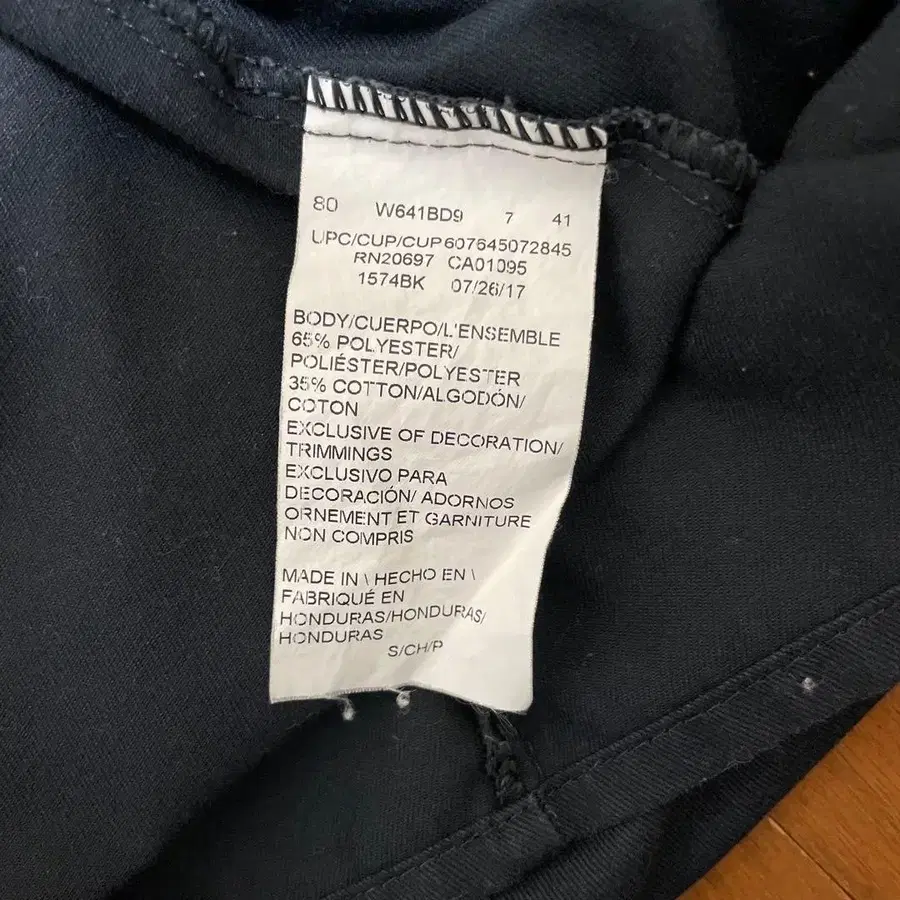 80 W641BD9 7 41
UPC/CUP/CUP607645072845
RN20697 CA01095
1574BK 07/26/17
BODY/CUERPO/L'ENSEMBLE
65% POLYESTER/
POLIÉSTER/POLYESTER
35% COTTON/ALGODÓN/
COTON
EXCLUSIVE OF DECORATION/
TRIMMINGS
EXCLUSIVO PARA
DECORACIÓN/ ADORNOS
ORNEMENT ET GARNITURE
NON COMPRIS
MADE IN \ HECHO EN \
FABRIQUÉ EN
HONDURAS/HONDURAS/
HONDURAS
S/CH/P